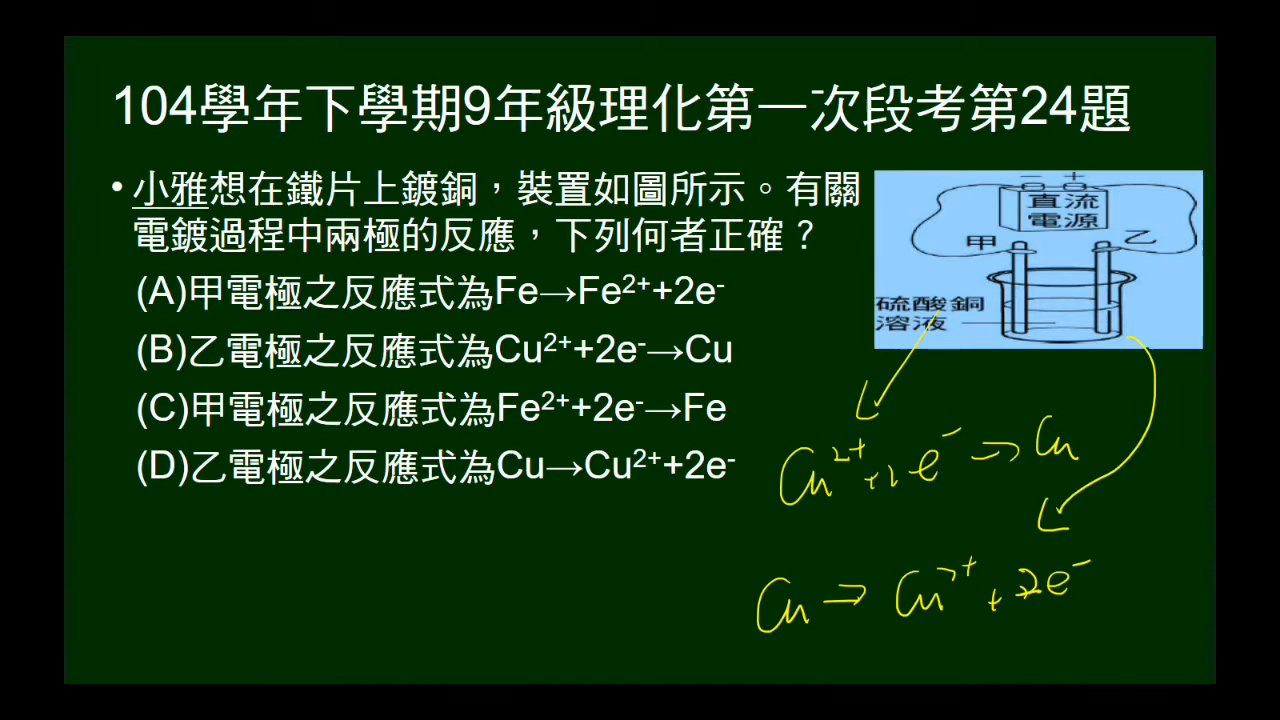 104學年下學期9年級理化第一次段考第24題
• 小雅想在鐵片上鍍銅，裝置如圖所示。有關
電鍍過程中兩極的反應，下列何者正確？
(A)甲電極之反應式為Fe→Fe²⁺+2e⁻
(B)乙電極之反應式為Cu²⁺+2e⁻→Cu
(C)甲電極之反應式為Fe²⁺+2e⁻→Fe
(D)乙電極之反應式為Cu→Cu²⁺+2e⁻
− +
直流
電源
甲 乙
硫酸銅
溶液
Cu²⁺+2e⁻→Cu
Cu→Cu²⁺+2e⁻